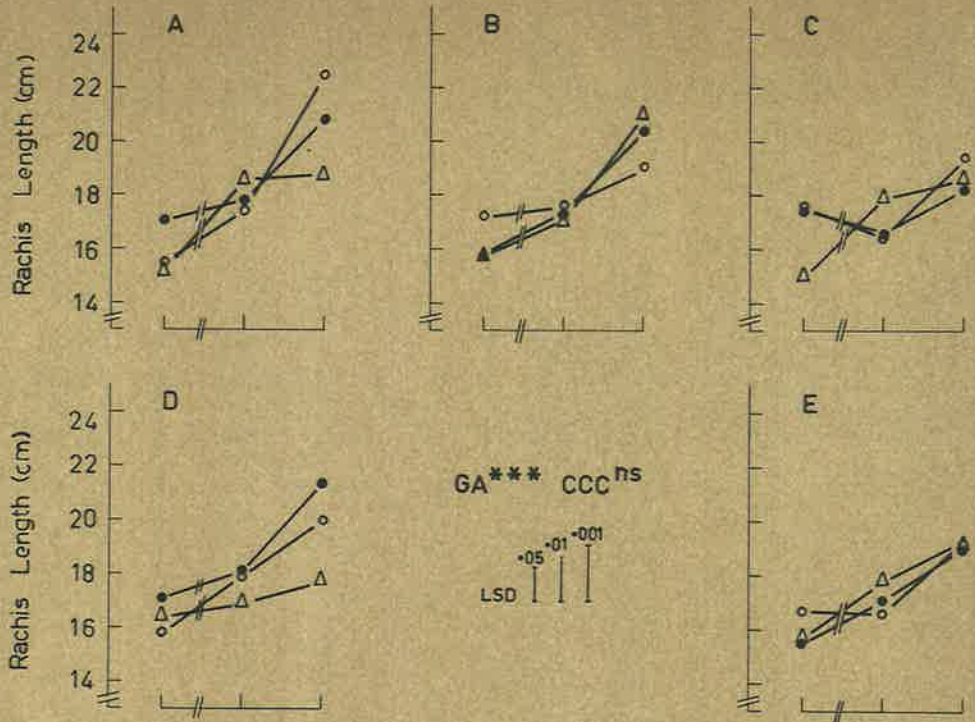 A
B
C
Rachis Length (cm)
24
22
20
18
16
14
D
E
Rachis Length (cm)
24
22
20
18
16
14
GA*** CCC ns
LSD ·05 ·01 ·001